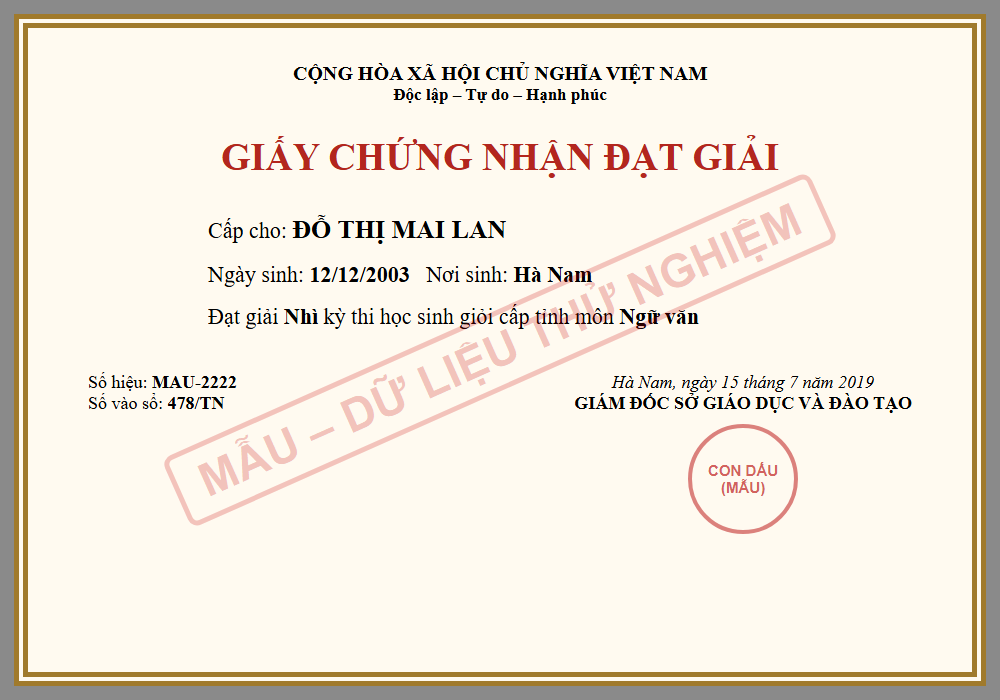 CỘNG HÒA XÃ HỘI CHỦ NGHĨA VIỆT NAM
Độc lập – Tự do – Hạnh phúc
GIẤY CHỨNG NHẬN ĐẠT GIẢI
Cấp cho: ĐỖ THỊ MAI LAN
Ngày sinh: 12/12/2003 Nơi sinh: Hà Nam
Đạt giải Nhì kỳ thi học sinh giỏi cấp tỉnh môn Ngữ văn
MẪU – DỮ LIỆU THỬ NGHIỆM
Số hiệu: MAU-2222
Số vào sổ: 478/TN
Hà Nam, ngày 15 tháng 7 năm 2019
GIÁM ĐỐC SỞ GIÁO DỤC VÀ ĐÀO TẠO
CON DẤU
(MẪU)